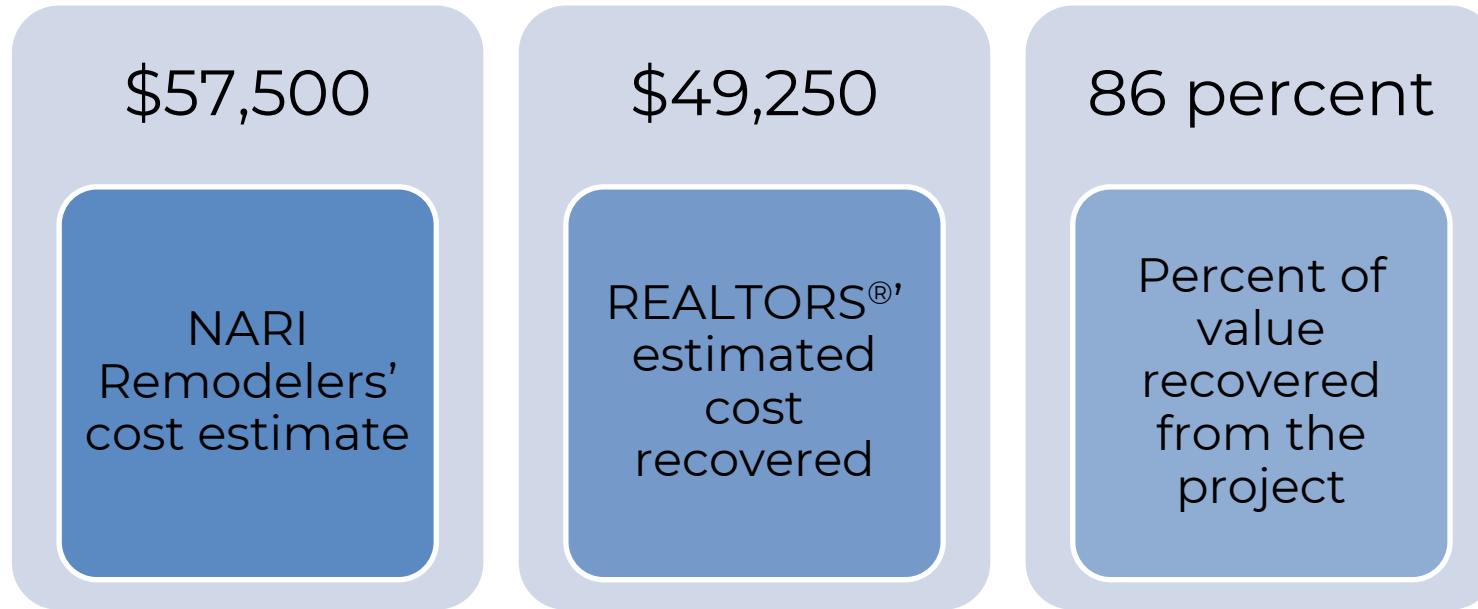 $57,500
NARI
Remodelers’
cost estimate
$49,250
REALTORS®’
estimated
cost
recovered
86 percent
Percent of
value
recovered
from the
project